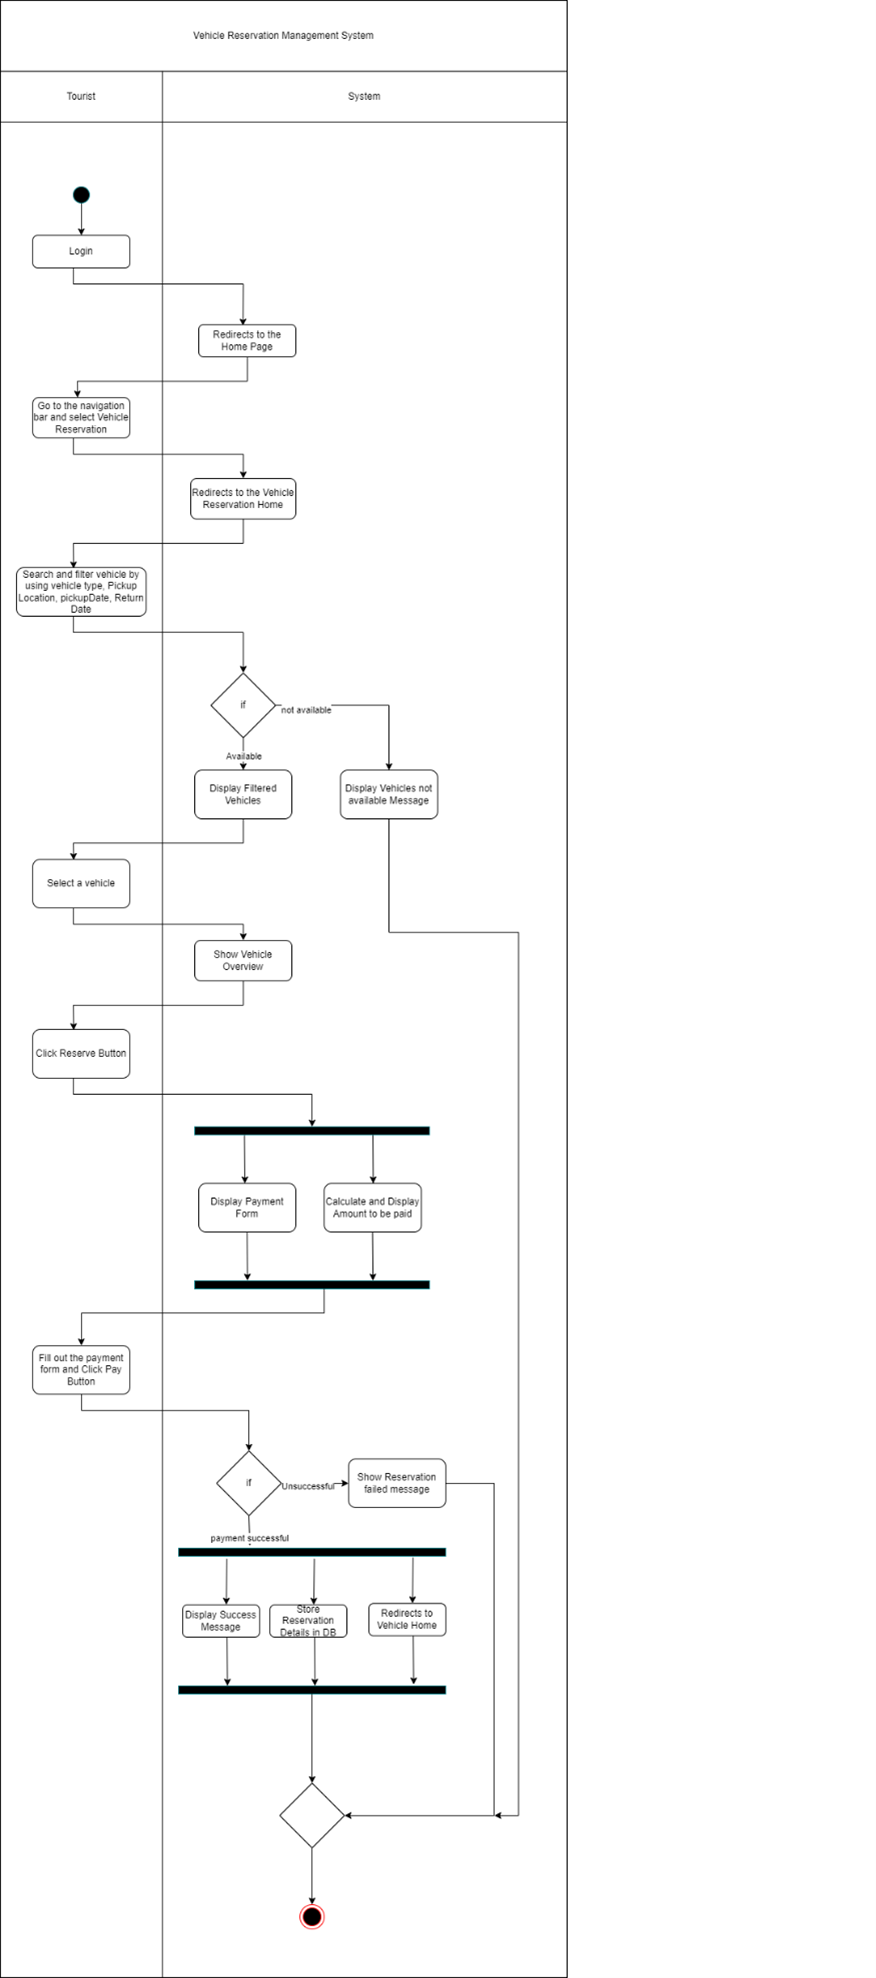 Vehicle Reservation Management System
Tourist
System
Login
Redirects to the
Home Page
Go to the navigation
bar and select Vehicle
Reservation
Redirects to the Vehicle
Reservation Home
Search and filter vehicle by
using vehicle type, Pickup
Location, pickupDate, Return
Date
if
not available
Available
Display Filtered
Vehicles
Display Vehicles not
available Message
Select a vehicle
Show Vehicle
Overview
Click Reserve Button
Display Payment
Form
Calculate and Display
Amount to be paid
Fill out the payment
form and Click Pay
Button
if
Unsuccessful
Show Reservation
failed message
payment successful
Display Success
Message
Store
Reservation
Details in DB
Redirects to
Vehicle Home